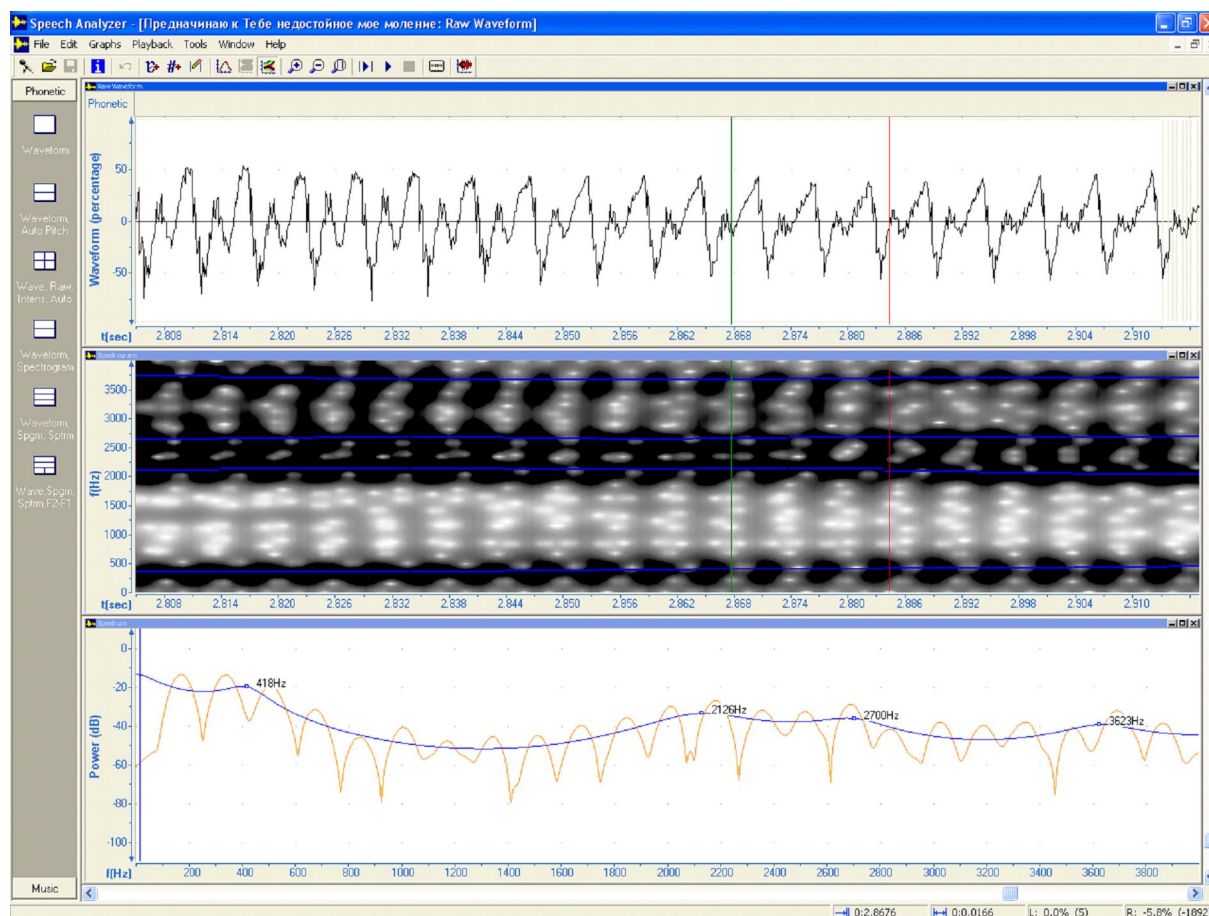 Speech Analyzer - [Предначинаю к Тебе недостойное мое моление: Raw Waveform]
File Edit Graphs Playback Tools Window Help
Phonetic
Waveform
Waveform, Auto Pitch
Wave, Raw, Intens, Auto
Waveform, Spectrogram
Waveform, Spgm, Sptrm
Wave,Spgm, Sptrm,F2-F1
Music
Raw Waveform
Phonetic
Waveform (percentage)
50
0
-50
t(sec) 2.808 2.814 2.820 2.826 2.832 2.838 2.844 2.850 2.856 2.862 2.868 2.874 2.880 2.886 2.892 2.898 2.904 2.910
Spectrogram
f(Hz)
3500
3000
2500
2000
1500
1000
500
0
t(sec) 2.808 2.814 2.820 2.826 2.832 2.838 2.844 2.850 2.856 2.862 2.868 2.874 2.880 2.886 2.892 2.898 2.904 2.910
Spectrum
Power (dB)
0
-20
-40
-60
-80
-100
418Hz
2126Hz
2700Hz
3623Hz
f(Hz) 200 400 600 800 1000 1200 1400 1600 1800 2000 2200 2400 2600 2800 3000 3200 3400 3600 3800
0:2.8676 0:0.0166 L: 0.0% (5) R: -5.8% (-1892)